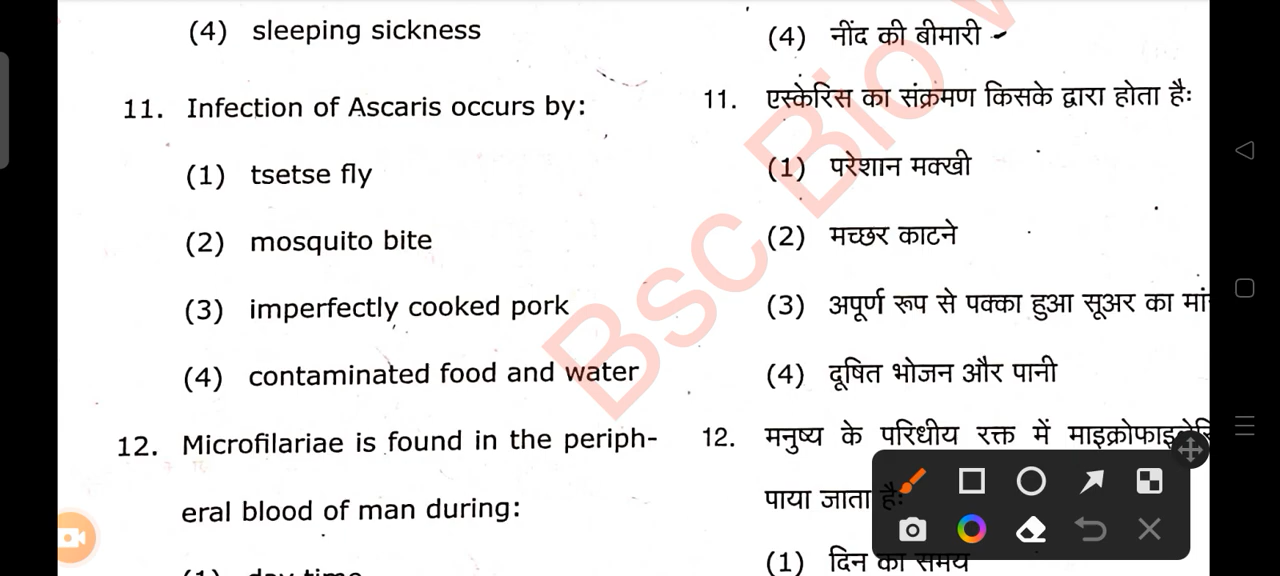 (4) sleeping sickness
11. Infection of Ascaris occurs by:
(1) tsetse fly
(2) mosquito bite
(3) imperfectly cooked pork
(4) contaminated food and water
12. Microfilariae is found in the periph-
eral blood of man during:
(1) day time
(4) नींद की बीमारी
11. एस्केरिस का संक्रमण किसके द्वारा होता हैः
(1) परेशान मक्खी
(2) मच्छर काटने
(3) अपूर्ण रूप से पक्का हुआ सूअर का
(4) दूषित भोजन और पानी
12. मनुष्य के परिधीय रक्त में
पाया जाता हैः
(1) दिन का समय
Bsc Bio